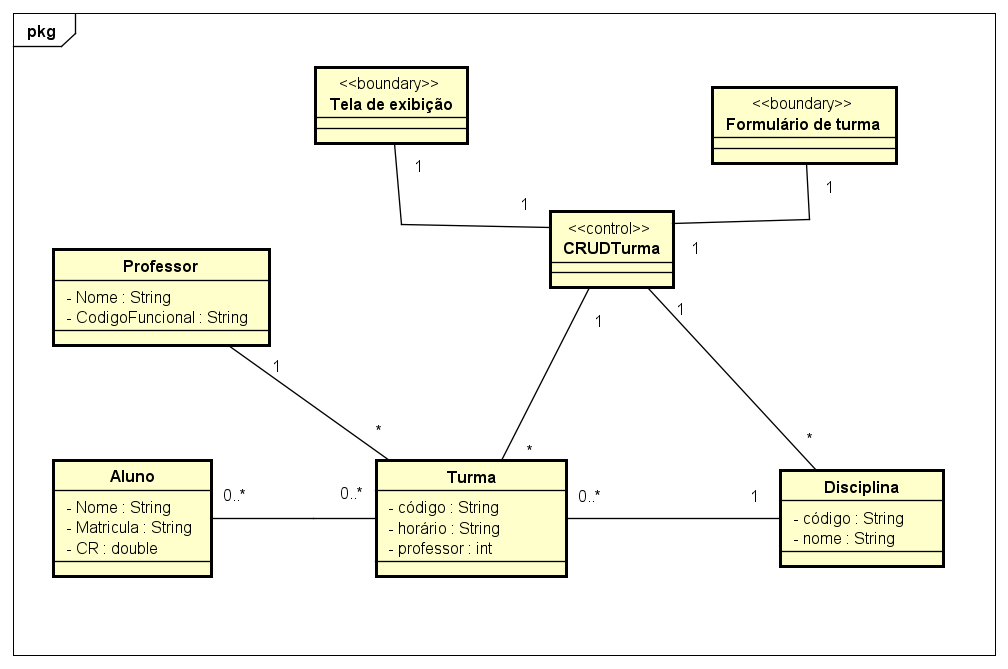 pkg
<<boundary>>
Tela de exibição
1
<<boundary>>
Formulário de turma
1
1
<<control>>
CRUDTurma
1
1
1
Professor
- Nome : String
- CodigoFuncional : String
1
*
*
*
Aluno
- Nome : String
- Matricula : String
- CR : double
0..*
0..*
Turma
- código : String
- horário : String
- professor : int
0..*
1
Disciplina
- código : String
- nome : String